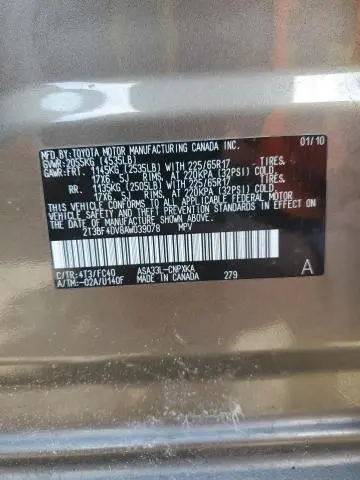 MFD.BY:TOYOTA MOTOR MANUFACTURING CANADA INC. 01/10
GVWR: 2055KG (4535LB)
GAWR:FRT. 1145KG (2535LB) WITH 225/65R17 TIRES.
17X6.5J RIMS, AT 220KPA (32PSI) COLD
RR. 1135KG (2505LB) WITH 225/65R17 TIRES.
17X6.5J RIMS, AT 220KPA (32PSI) COLD
THIS VEHICLE CONFORMS TO ALL APPLICABLE FEDERAL MOTOR
VEHICLE SAFETY AND THEFT PREVENTION STANDARDS IN EFFECT ON
THE DATE OF MANUFACTURE SHOWN ABOVE.
2T3BF4DV8AW039078 MPV
C/TR:4T3/FC40 ASA33L-CNPXKA
A/TM:-02A/U140F MADE IN CANADA 279 A